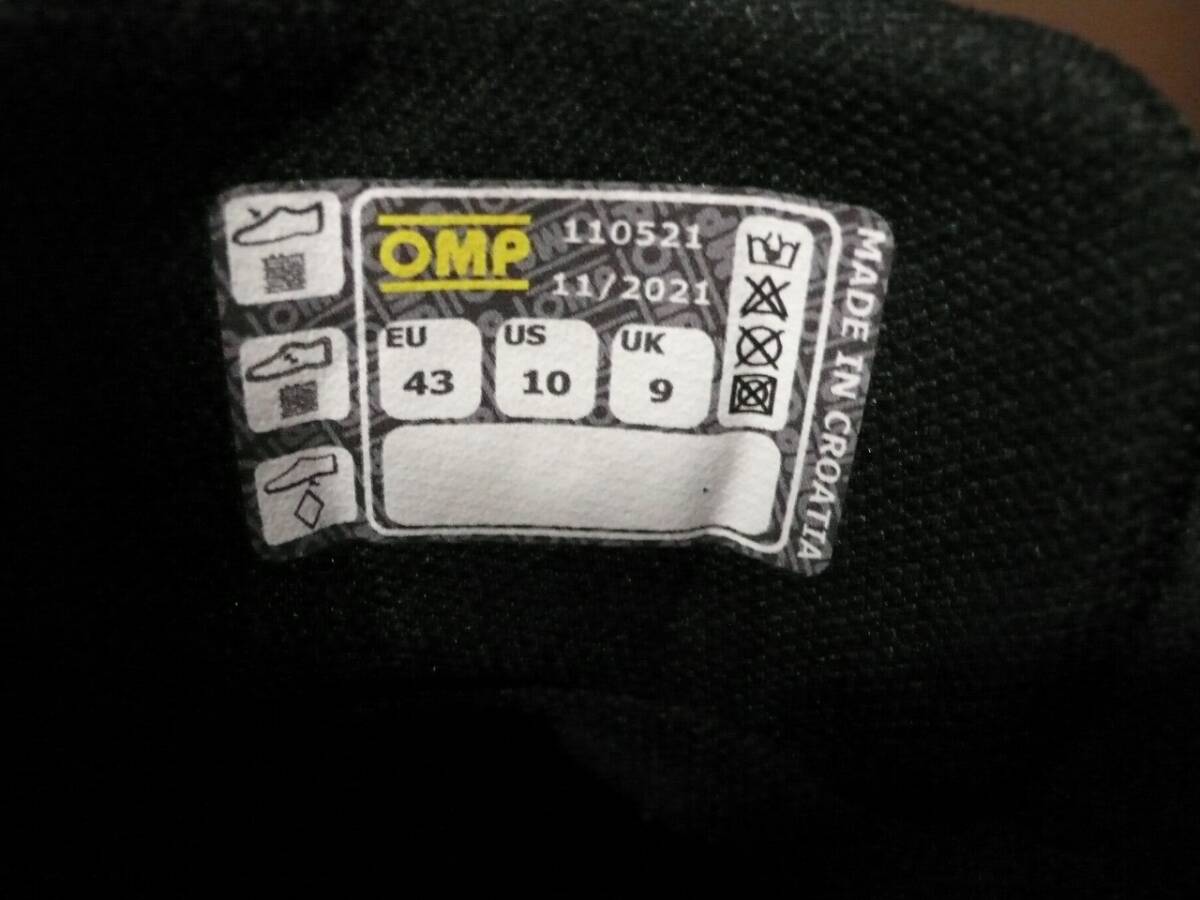 OMP
110521
11/2021
EU
43
US
10
UK
9
MADE IN CROATIA